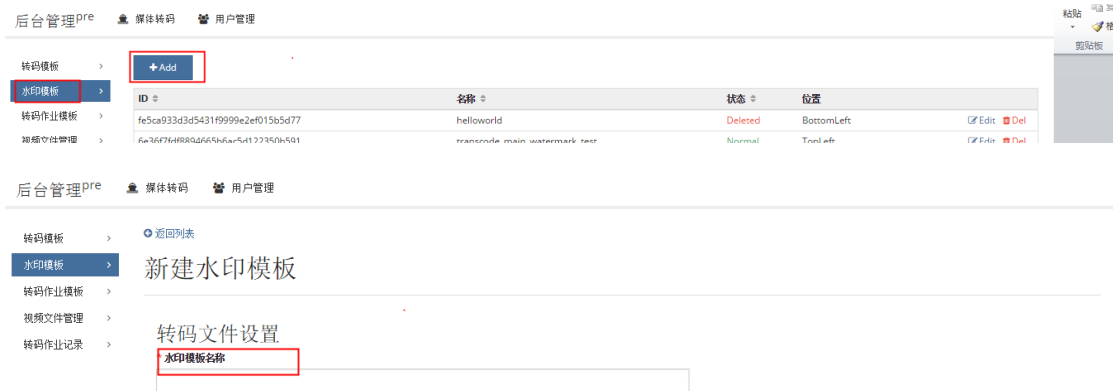 后台管理pre 媒体转码 用户管理
粘贴
剪贴板
转码模板
+Add
水印模板
ID 名称 状态 位置
转码作业模板
fe5ca933d3d5431f9999e2ef015b5d77 helloworld Deleted BottomLeft Edit Del
视频文件管理
6e36f7fdf8894665b6ac5d122350b591 transcode_main_watermark_test Normal TopLeft Edit Del
后台管理pre 媒体转码 用户管理
转码模板
返回列表
水印模板
新建水印模板
转码作业模板
视频文件管理
转码文件设置
转码作业记录
* 水印模板名称